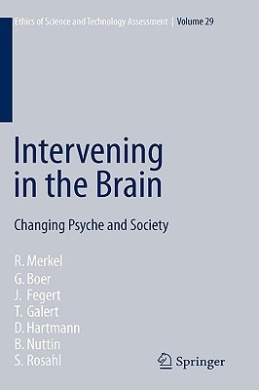 Ethics of Science and Technology Assessment | Volume 29
Intervening
in the Brain
Changing Psyche and Society
R. Merkel
G. Boer
J. Fegert
T. Galert
D. Hartmann
B. Nuttin
S. Rosahl
Springer